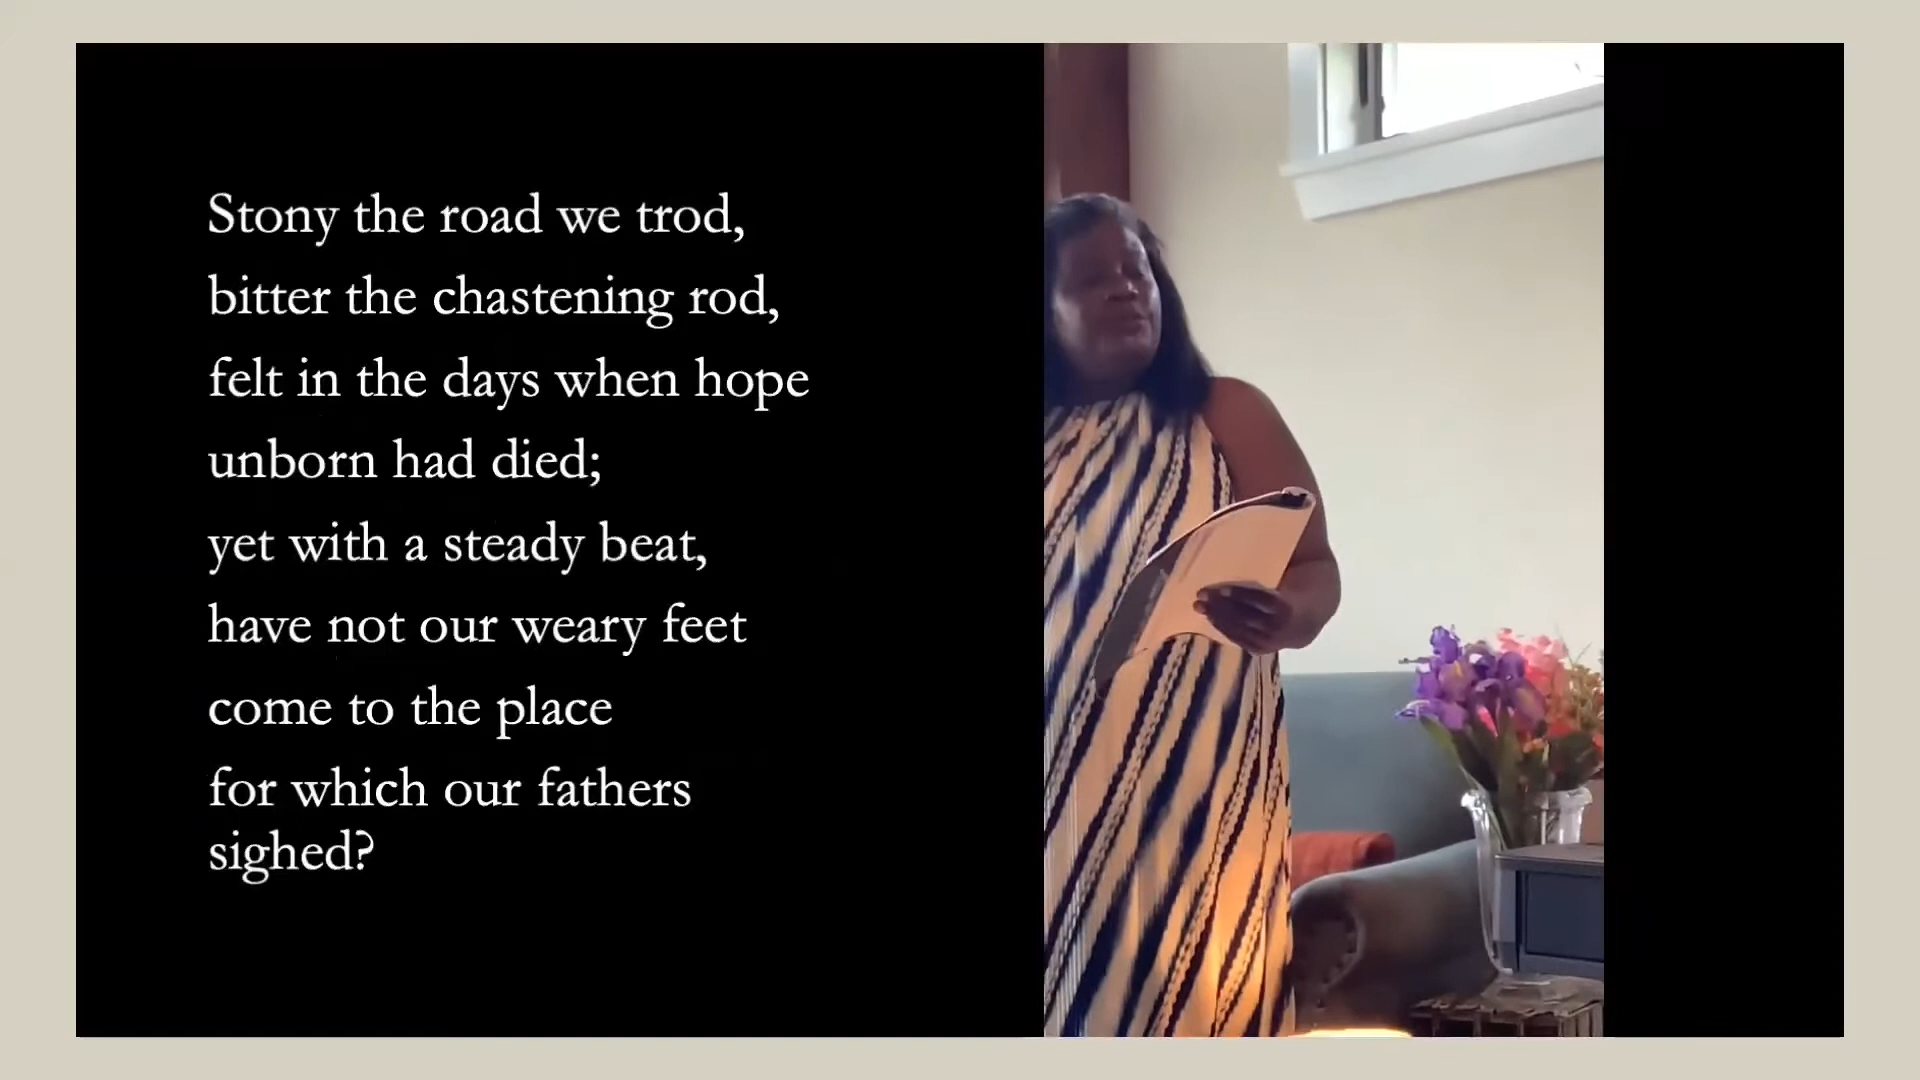 Stony the road we trod,
bitter the chastening rod,
felt in the days when hope
unborn had died;
yet with a steady beat,
have not our weary feet
come to the place
for which our fathers
sighed?